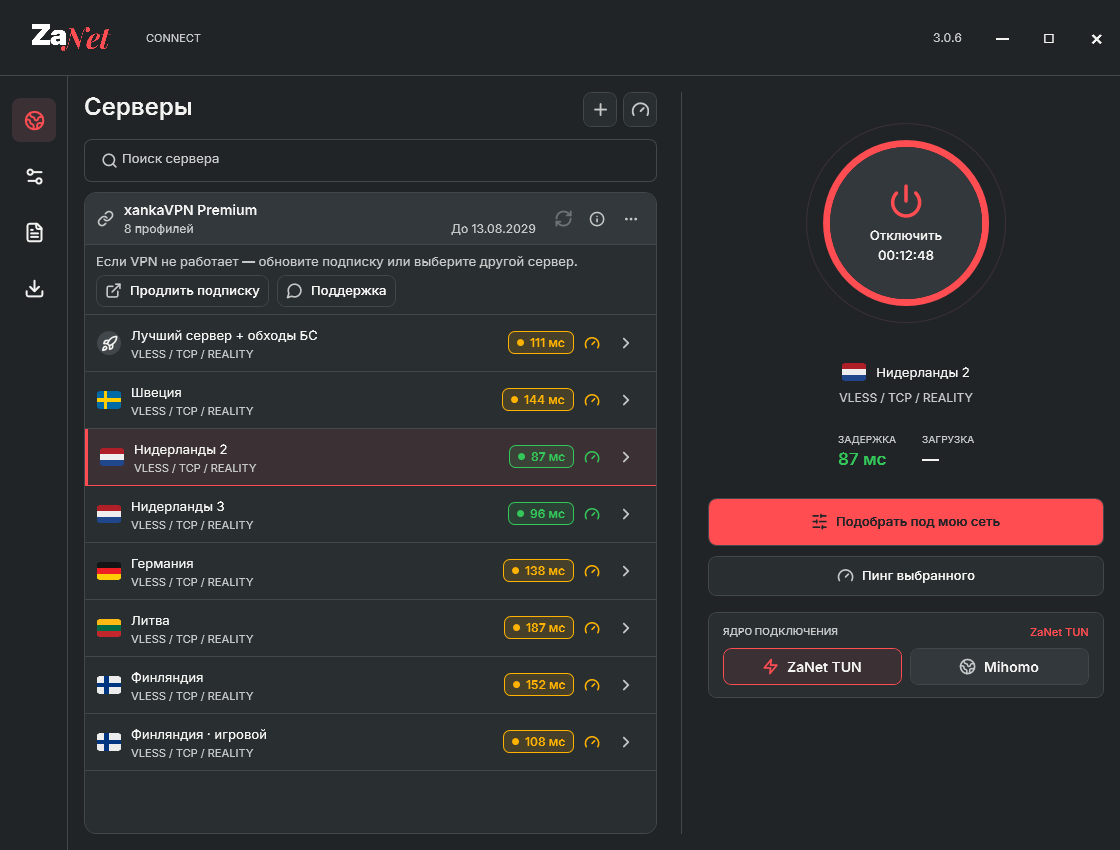 ZaNet
CONNECT
3.0.6
Серверы
Поиск сервера
xankaVPN Premium
8 профилей
До 13.08.2029
Если VPN не работает — обновите подписку или выберите другой сервер.
Продлить подписку
Поддержка
Лучший сервер + обходы БС
VLESS / TCP / REALITY
111 мс
Швеция
VLESS / TCP / REALITY
144 мс
Нидерланды 2
VLESS / TCP / REALITY
87 мс
Нидерланды 3
VLESS / TCP / REALITY
96 мс
Германия
VLESS / TCP / REALITY
138 мс
Литва
VLESS / TCP / REALITY
187 мс
Финляндия
VLESS / TCP / REALITY
152 мс
Финляндия · игровой
VLESS / TCP / REALITY
108 мс
Отключить
00:12:48
Нидерланды 2
VLESS / TCP / REALITY
ЗАДЕРЖКА
87 мс
ЗАГРУЗКА
—
Подобрать под мою сеть
Пинг выбранного
ЯДРО ПОДКЛЮЧЕНИЯ
ZaNet TUN
ZaNet TUN
Mihomo